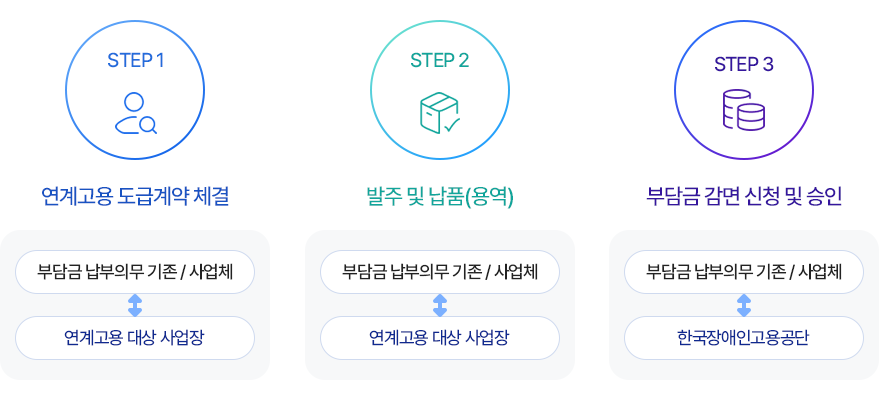 STEP 1
STEP 2
STEP 3
연계고용 도급계약 체결
발주 및 납품(용역)
부담금 감면 신청 및 승인
부담금 납부의무 기존 / 사업체
부담금 납부의무 기존 / 사업체
부담금 납부의무 기존 / 사업체
연계고용 대상 사업장
연계고용 대상 사업장
한국장애인고용공단